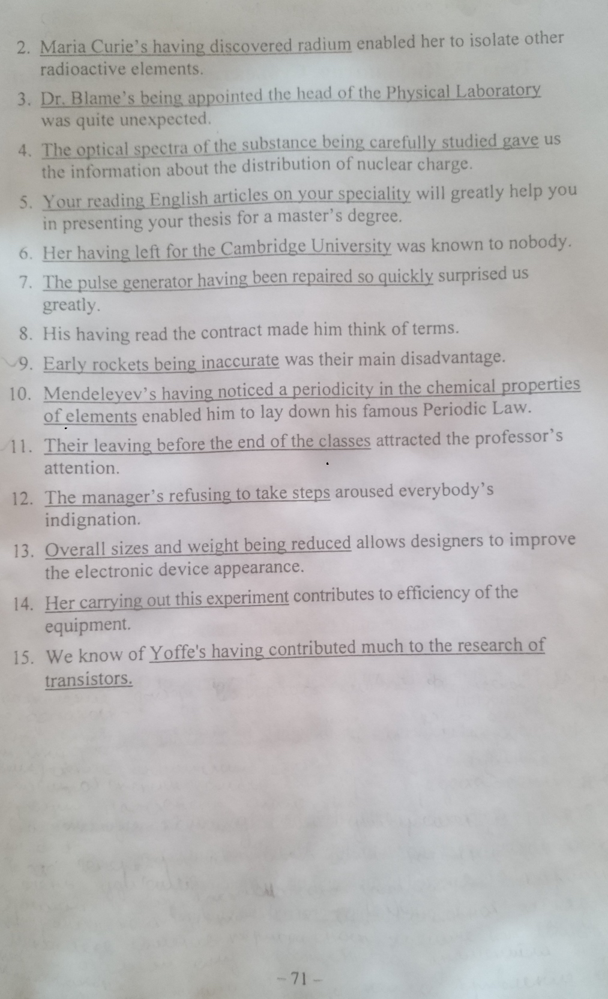 2. Maria Curie's having discovered radium enabled her to isolate other
radioactive elements.
3. Dr. Blame's being appointed the head of the Physical Laboratory
was quite unexpected.
4. The optical spectra of the substance being carefully studied gave us
the information about the distribution of nuclear charge.
5. Your reading English articles on your speciality will greatly help you
in presenting your thesis for a master's degree.
6. Her having left for the Cambridge University was known to nobody.
7. The pulse generator having been repaired so quickly surprised us
greatly.
8. His having read the contract made him think of terms.
9. Early rockets being inaccurate was their main disadvantage.
10. Mendeleyev's having noticed a periodicity in the chemical properties
of elements enabled him to lay down his famous Periodic Law.
11. Their leaving before the end of the classes attracted the professor's
attention.
12. The manager's refusing to take steps aroused everybody's
indignation.
13. Overall sizes and weight being reduced allows designers to improve
the electronic device appearance.
14. Her carrying out this experiment contributes to efficiency of the
equipment.
15. We know of Yoffe's having contributed much to the research of
transistors.
– 71 –